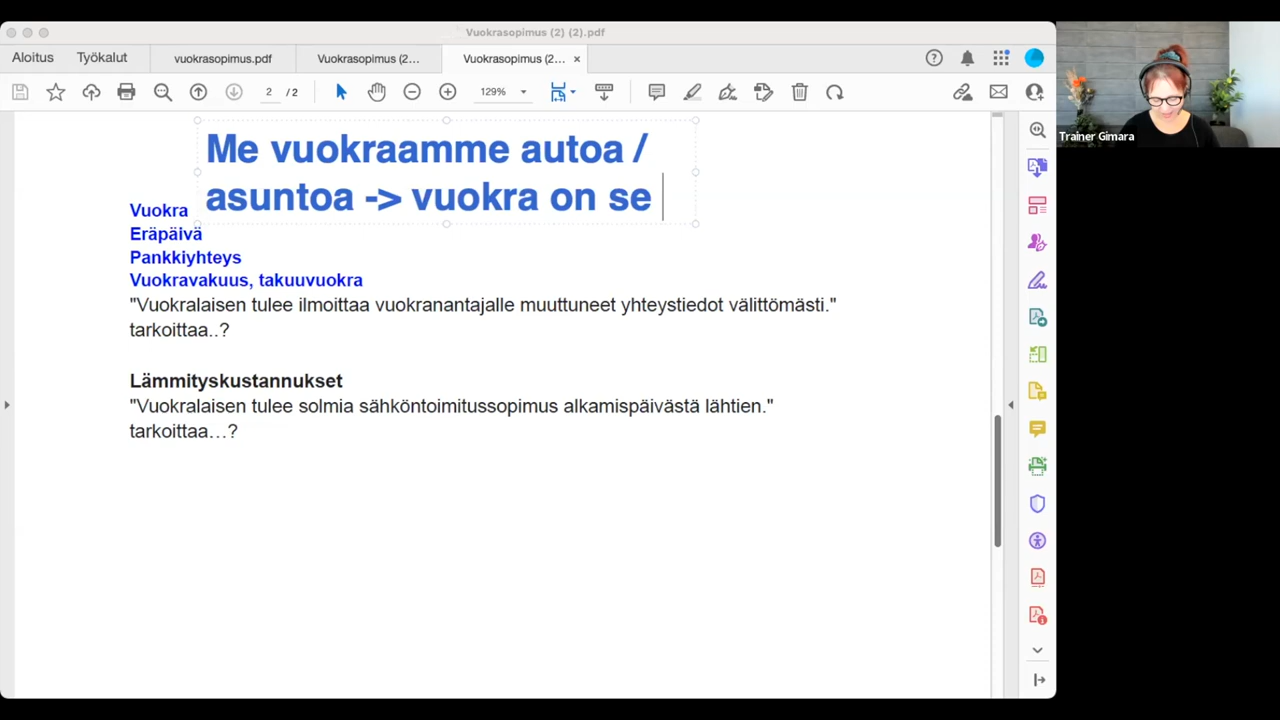 Vuokrasopimus (2) (2).pdf
Aloitus
Työkalut
vuokrasopimus.pdf
Vuokrasopimus (2...
Vuokrasopimus (2...
2 / 2
129%
Trainer Gimara
Me vuokraamme autoa /
asuntoa -> vuokra on se
Vuokra
Eräpäivä
Pankkiyhteys
Vuokravakuus, takuuvuokra
"Vuokralaisen tulee ilmoittaa vuokranantajalle muuttuneet yhteystiedot välittömästi."
tarkoittaa..?
Lämmityskustannukset
"Vuokralaisen tulee solmia sähköntoimitussopimus alkamispäivästä lähtien."
tarkoittaa...?